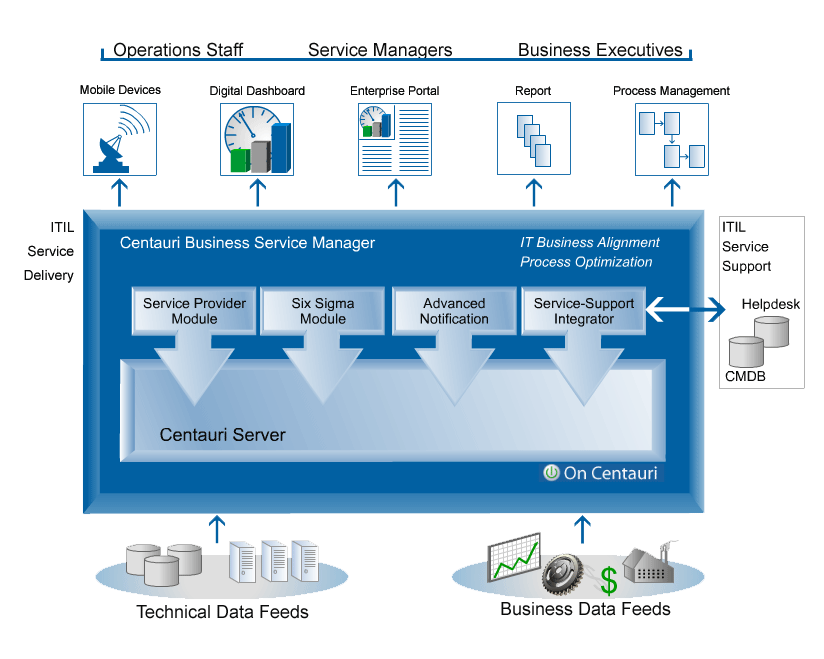 Operations Staff Service Managers Business Executives
Mobile Devices Digital Dashboard Enterprise Portal Report Process Management
ITIL
Service
Delivery
Centauri Business Service Manager
IT Business Alignment
Process Optimization
ITIL
Service
Support
Service Provider
Module
Six Sigma
Module
Advanced
Notification
Service-Support
Integrator
Helpdesk
CMDB
Centauri Server
On Centauri
$
Technical Data Feeds
Business Data Feeds